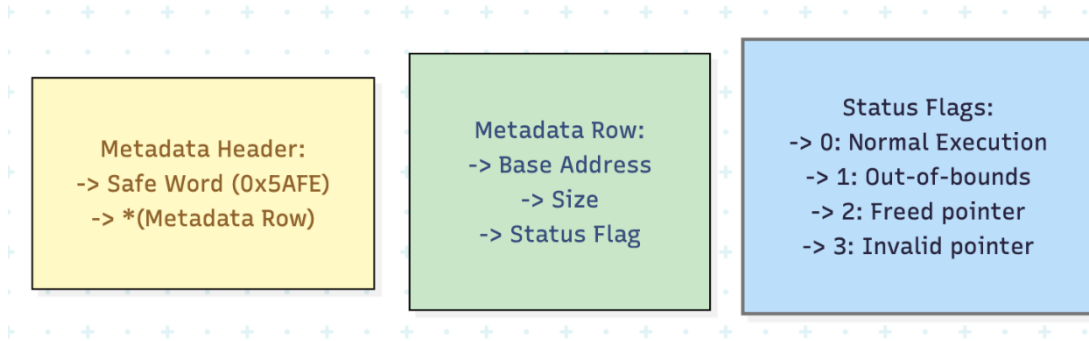 Metadata Header:
-> Safe Word (0x5AFE)
-> *(Metadata Row)
Metadata Row:
-> Base Address
-> Size
-> Status Flag
Status Flags:
-> 0: Normal Execution
-> 1: Out-of-bounds
-> 2: Freed pointer
-> 3: Invalid pointer